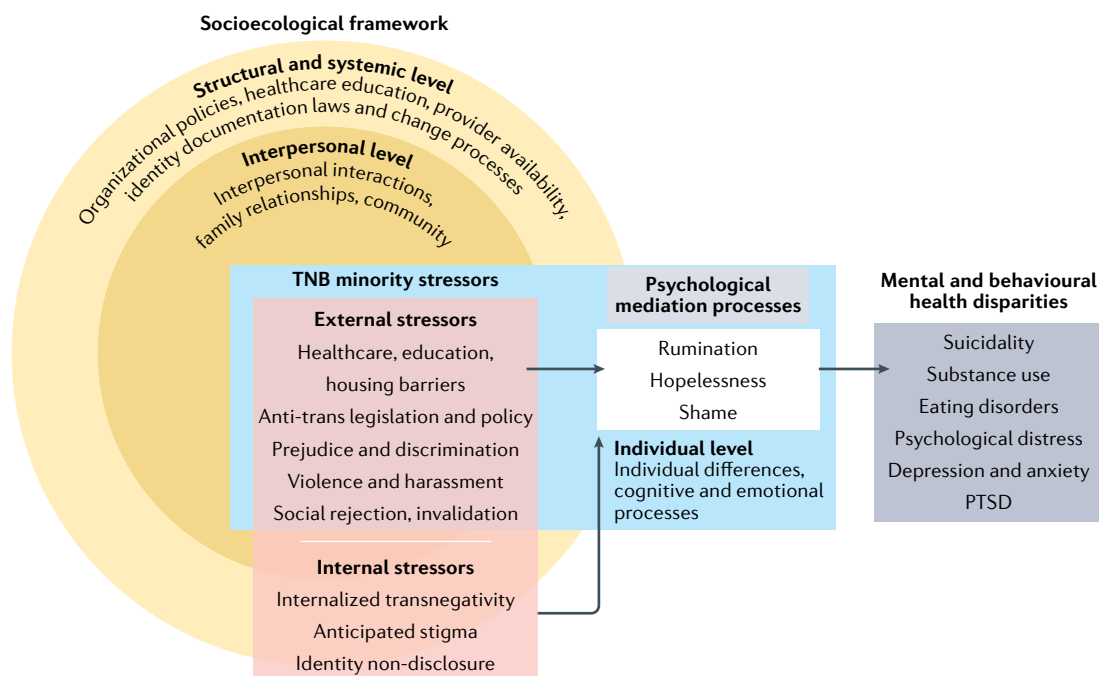 Socioecological framework
Structural and systemic level
Organizational policies, healthcare education, provider availability,
identity documentation laws and change processes
Interpersonal level
Interpersonal interactions,
family relationships, community
TNB minority stressors
External stressors
Healthcare, education,
housing barriers
Anti-trans legislation and policy
Prejudice and discrimination
Violence and harassment
Social rejection, invalidation
Internal stressors
Internalized transnegativity
Anticipated stigma
Identity non-disclosure
Psychological
mediation processes
Rumination
Hopelessness
Shame
Individual level
Individual differences,
cognitive and emotional
processes
Mental and behavioural
health disparities
Suicidality
Substance use
Eating disorders
Psychological distress
Depression and anxiety
PTSD